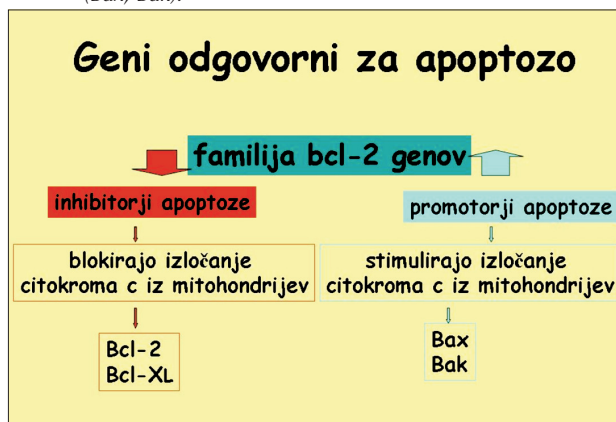 (Bax, Bak).
Geni odgovorni za apoptozo
familija bcl-2 genov
inhibitorji apoptoze
blokirajo izločanje
citokroma c iz mitohondrijev
Bcl-2
Bcl-XL
promotorji apoptoze
stimulirajo izločanje
citokroma c iz mitohondrijev
Bax
Bak